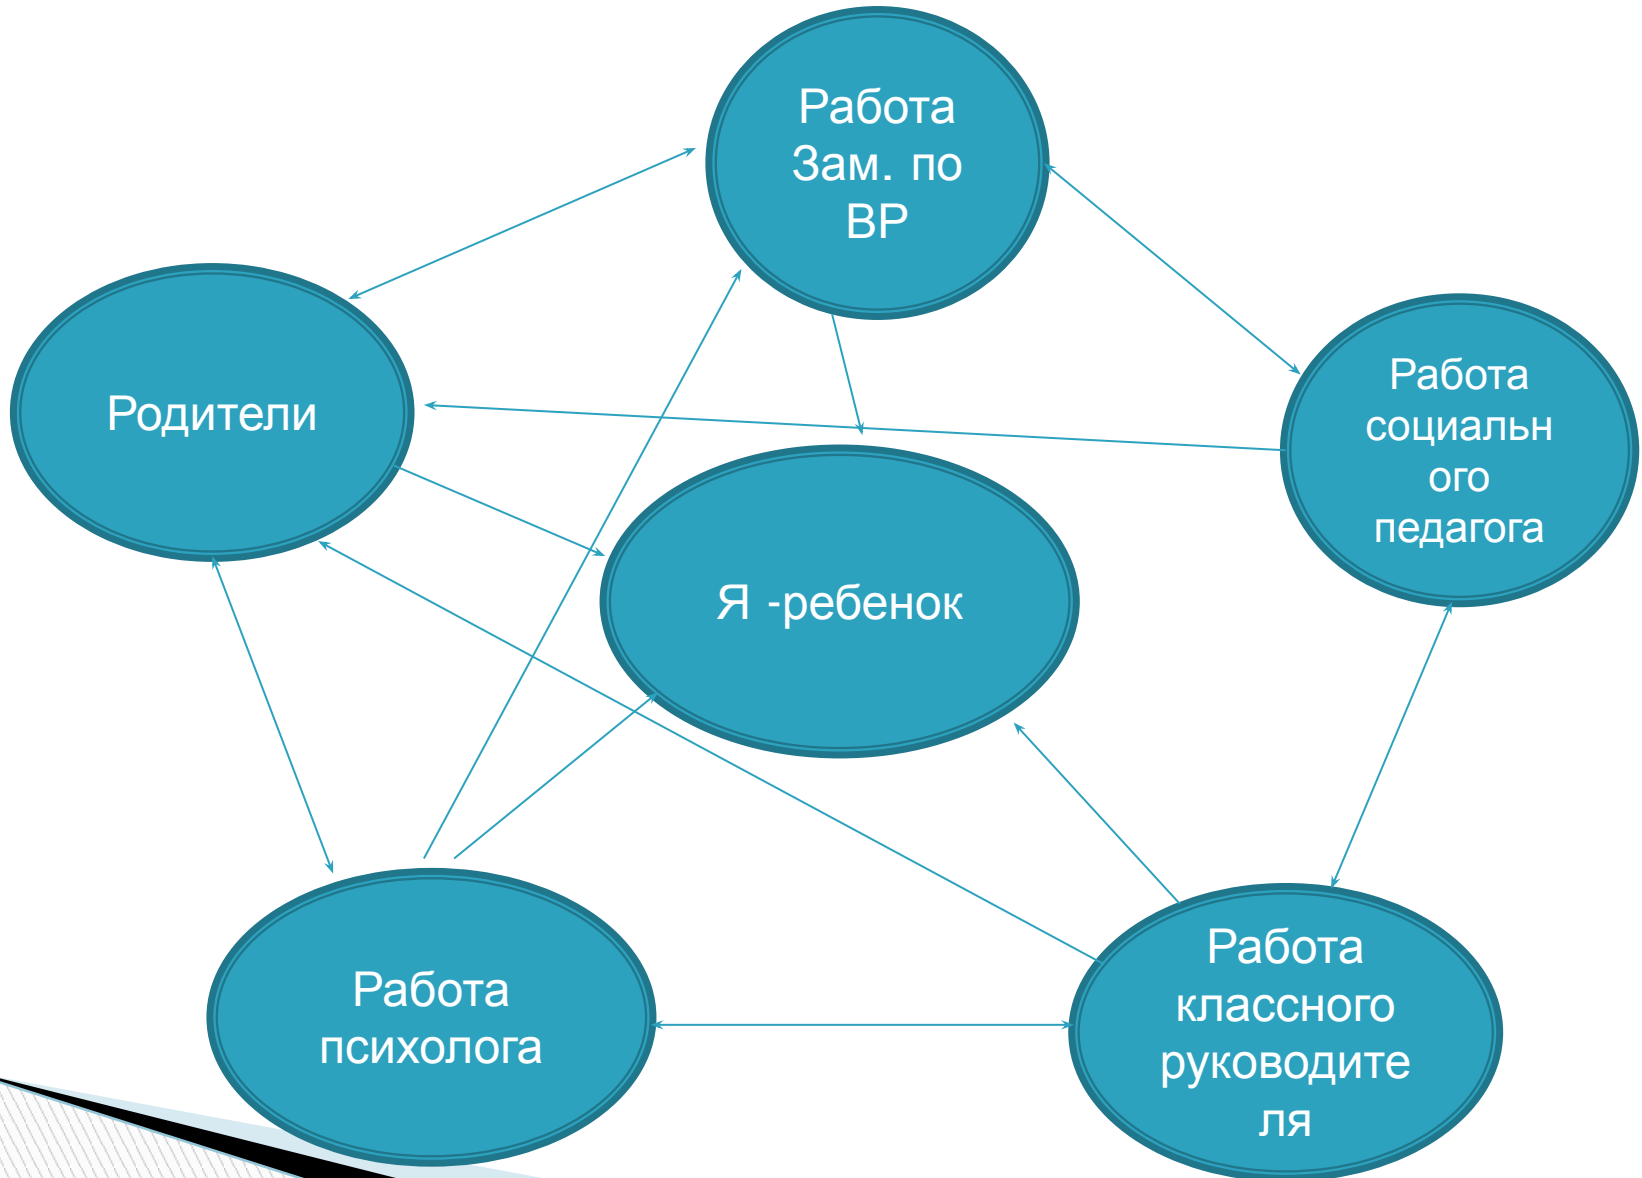 Работа
Зам. по
ВР
Родители
Работа
социальн
ого
педагога
Я -ребенок
Работа
психолога
Работа
классного
руководите
ля